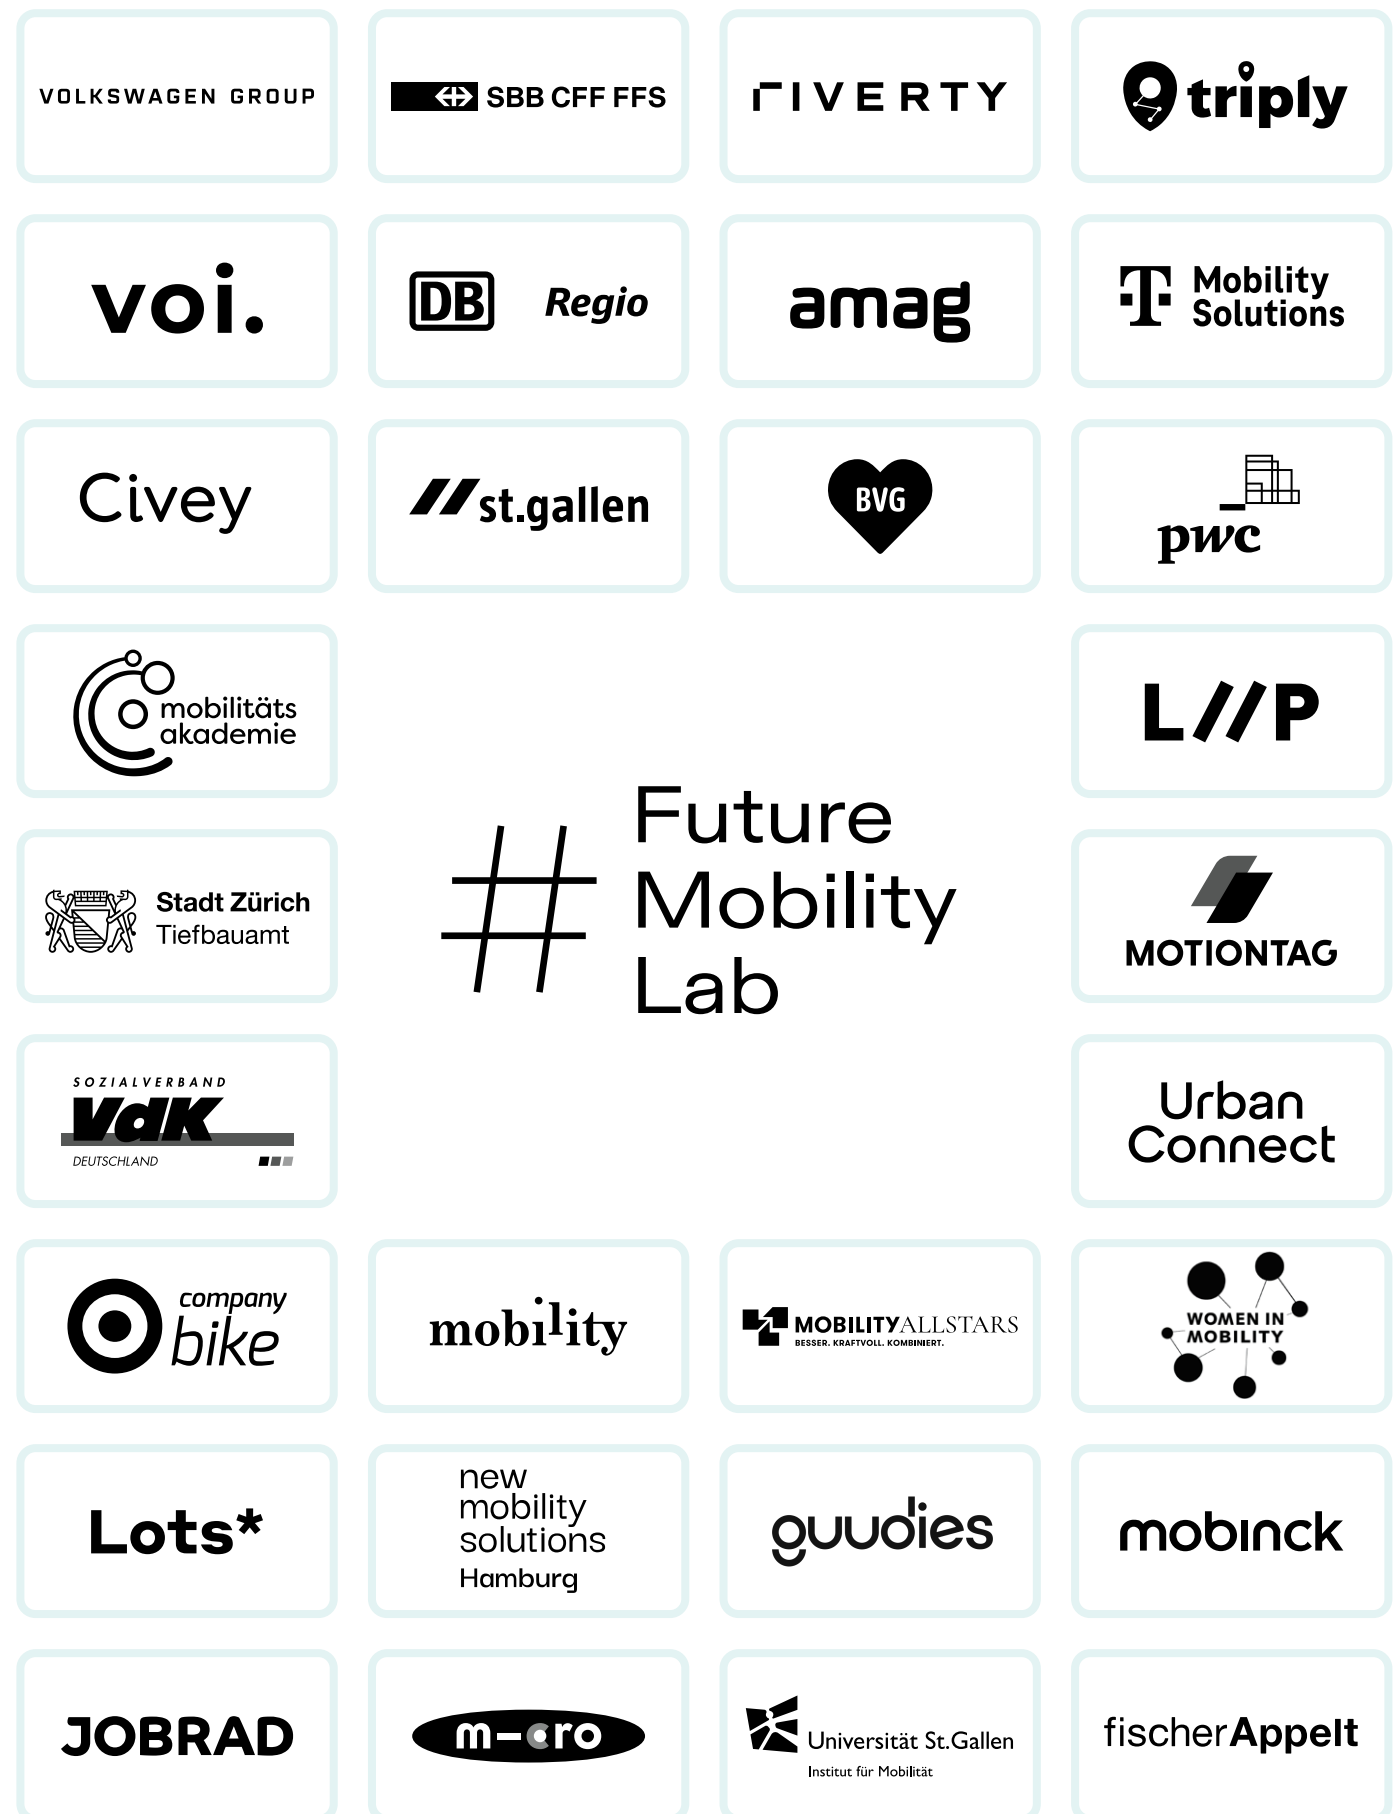 VOLKSWAGEN GROUP
SBB CFF FFS
RIVERTY
triply
voi.
DB Regio
amag
T Mobility
Solutions
Civey
st.gallen
BVG
pwc
mobilitäts
akademie
LIIP
# Future
Mobility
Lab
Stadt Zürich
Tiefbauamt
MOTIONTAG
SOZIALVERBAND
VdK
DEUTSCHLAND
Urban
Connect
company
bike
mobility
MOBILITYALLSTARS
BESSER. KRAFTVOLL. KOMBINIERT.
WOMEN IN
MOBILITY
Lots*
new
mobility
solutions
Hamburg
guudies
mobinck
JOBRAD
m–cro
Universität St.Gallen
Institut für Mobilität
fischerAppelt